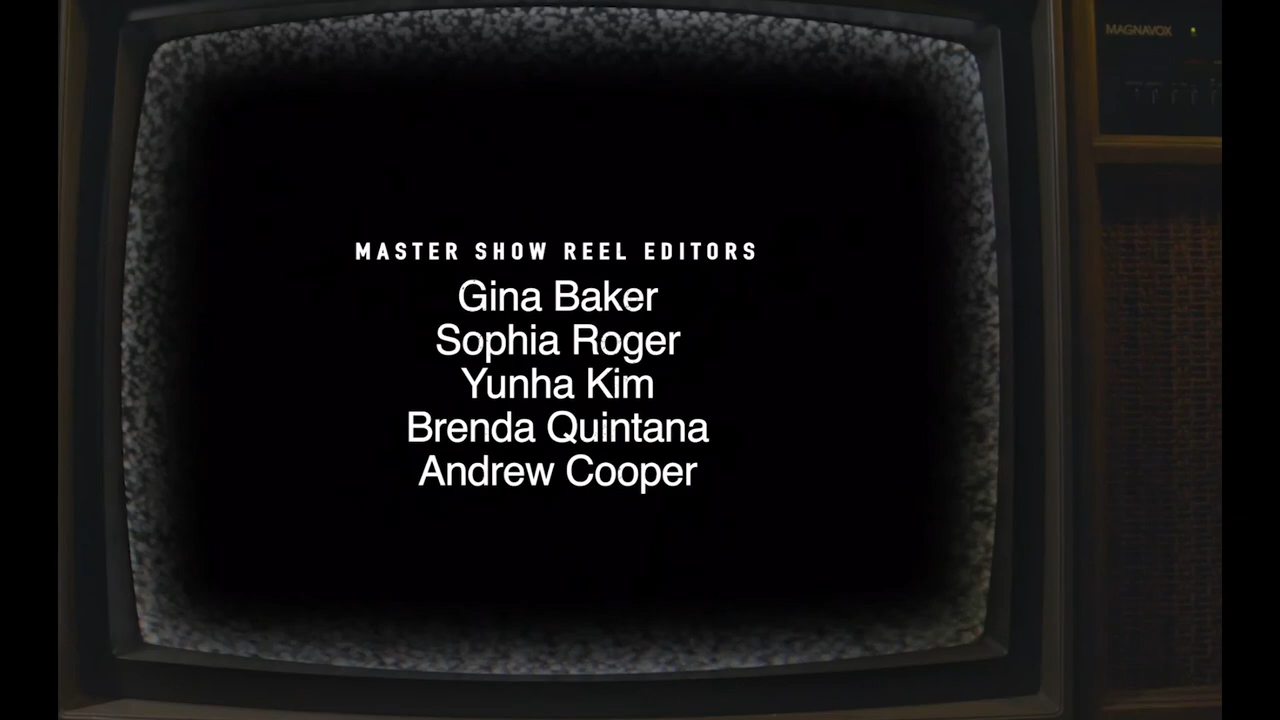 MAGNAVOX
MASTER SHOW REEL EDITORS
Gina Baker
Sophia Roger
Yunha Kim
Brenda Quintana
Andrew Cooper